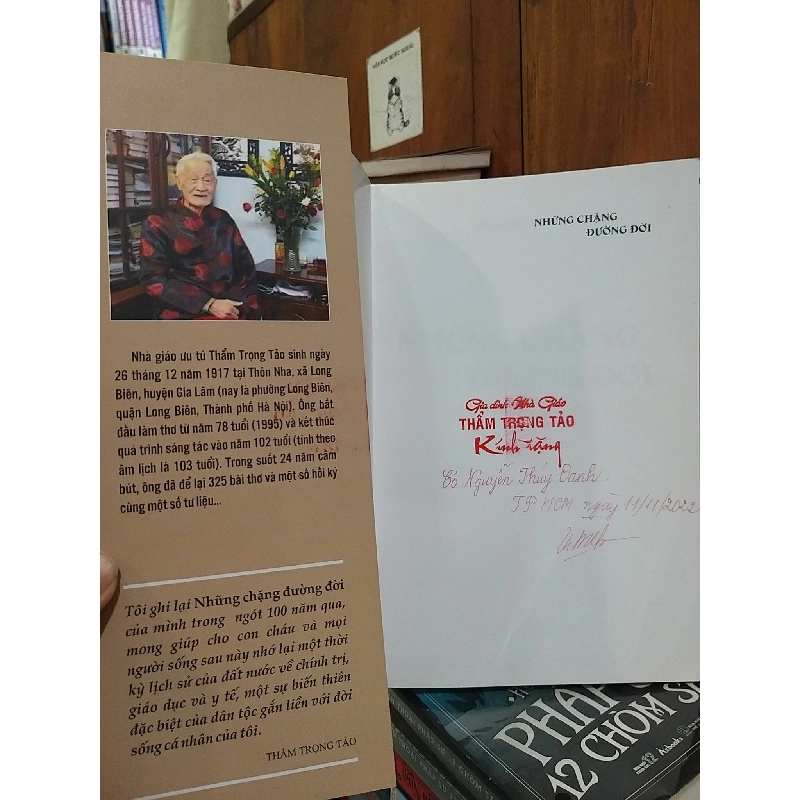 Nhà giáo ưu tú Thẩm Trọng Tảo sinh ngày
26 tháng 12 năm 1917 tại Thôn Nha, xã Long
Biên, huyện Gia Lâm (nay là phường Long Biên,
quận Long Biên, Thành phố Hà Nội). Ông bắt
đầu làm thơ từ năm 78 tuổi (1995) và kết thúc
quá trình sáng tác vào năm 102 tuổi (tính theo
âm lịch là 103 tuổi). Trong suốt 24 năm cầm
bút, ông đã để lại 325 bài thơ và một số hồi ký
cùng một số tư liệu...
Tôi ghi lại Những chặng đường đời
của mình trong ngót 100 năm qua,
mong giúp cho con cháu và mọi
người sống sau này nhớ lại một thời
kỳ lịch sử của đất nước về chính trị,
giáo dục và y tế, một sự biến thiên
đặc biệt của dân tộc gắn liền với đời
sống cá nhân của tôi.
THẨM TRỌNG TẢO
NHỮNG CHẶNG
ĐƯỜNG ĐỜI
Gia đình Nhà Giáo
THẨM TRỌNG TẢO
Kính tặng
Cô Nguyễn Thúy Oanh
TP HCM ngày 11/11/2022
12 CHÒM